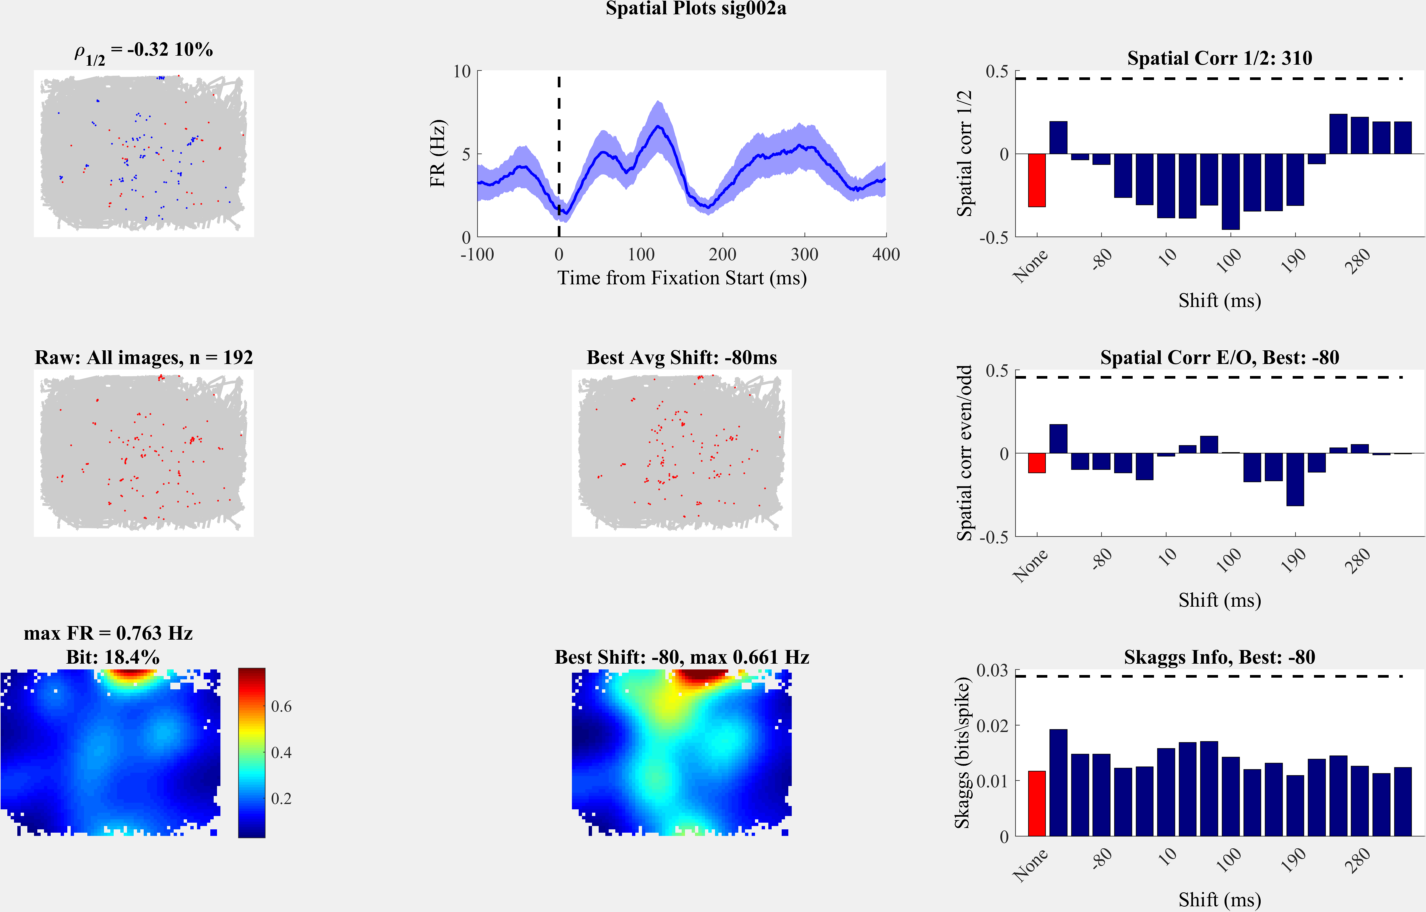 Spatial Plots sig002a
ρ1/2 = -0.32 10%
10
5
0
FR (Hz)
-100
0
100
200
300
400
Time from Fixation Start (ms)
Spatial Corr 1/2: 310
0.5
0
-0.5
Spatial corr 1/2
None
-80
10
100
190
280
Shift (ms)
Raw: All images, n = 192
Best Avg Shift: -80ms
Spatial Corr E/O, Best: -80
0.5
0
-0.5
Spatial corr even/odd
None
-80
10
100
190
280
Shift (ms)
max FR = 0.763 Hz
Bit: 18.4%
0.6
0.4
0.2
Best Shift: -80, max 0.661 Hz
Skaggs Info, Best: -80
0.03
0.02
0.01
0
Skaggs (bits\spike)
None
-80
10
100
190
280
Shift (ms)